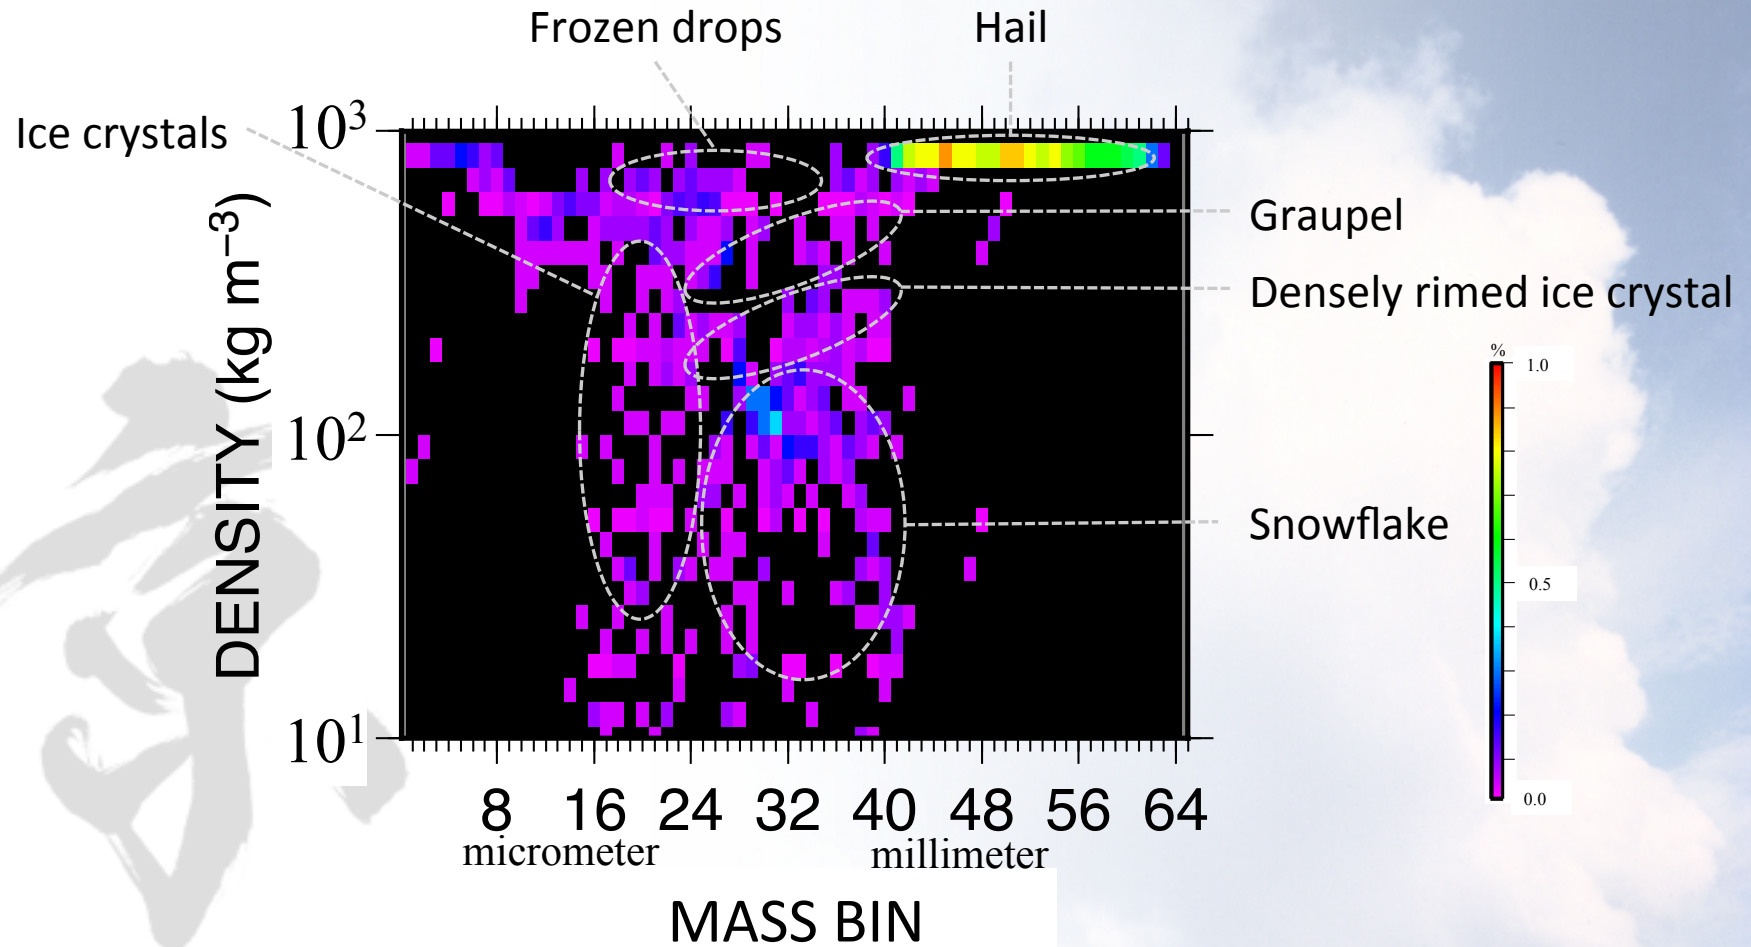 Frozen drops
Hail
Ice crystals
10³
Graupel
Densely rimed ice crystal
DENSITY (kg m⁻³)
%
1.0
10²
Snowflake
0.5
10¹
0.0
8 16 24 32 40 48 56 64
micrometer millimeter
MASS BIN